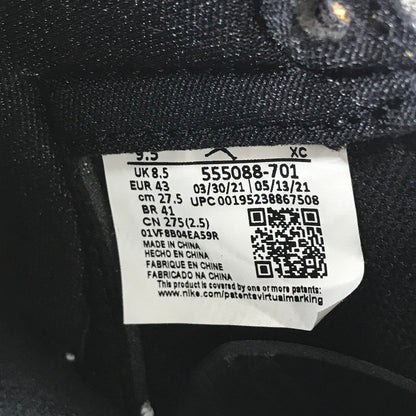 9.5 XC
UK 8.5 555088-701
EUR 43 03/30/21 | 05/13/21
cm 27.5 UPC 00195238867508
BR 41
CN 275(2.5)
01VF8B04EA59R
MADE IN CHINA
HECHO EN CHINA
FABRIQUE EN CHINE
FABRICADO NA CHINA
This product is covered by one or more patents:
www.nike.com/patentsvirtualmarking